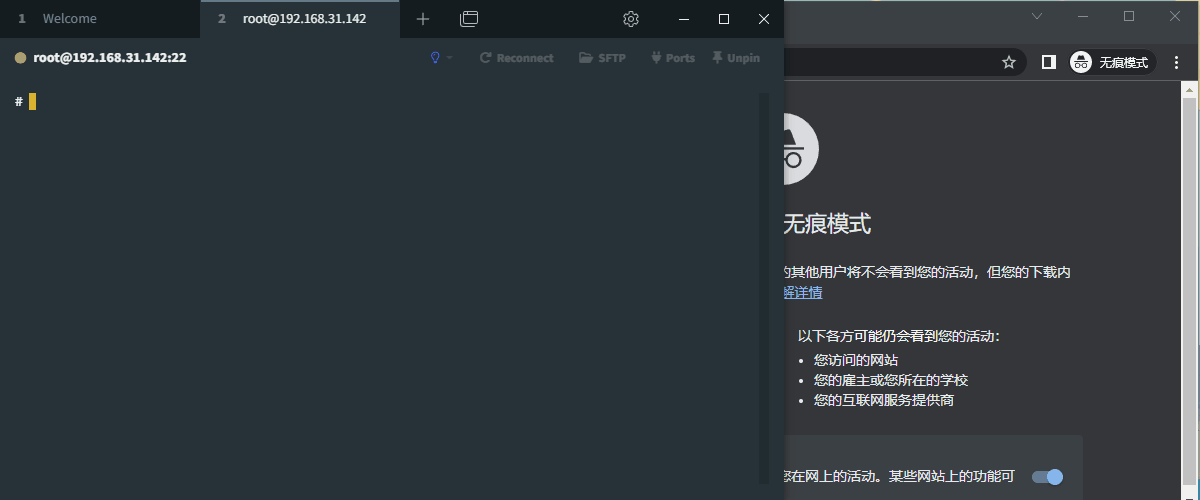 1 Welcome
2 root@192.168.31.142
root@192.168.31.142:22
Reconnect
SFTP
Ports
Unpin
#
无痕模式
无痕模式
的其他用户将不会看到您的活动，但您的下载内
解详情
以下各方可能仍会看到您的活动：
• 您访问的网站
• 您的雇主或您所在的学校
• 您的互联网服务提供商
您在网上的活动。某些网站上的功能可